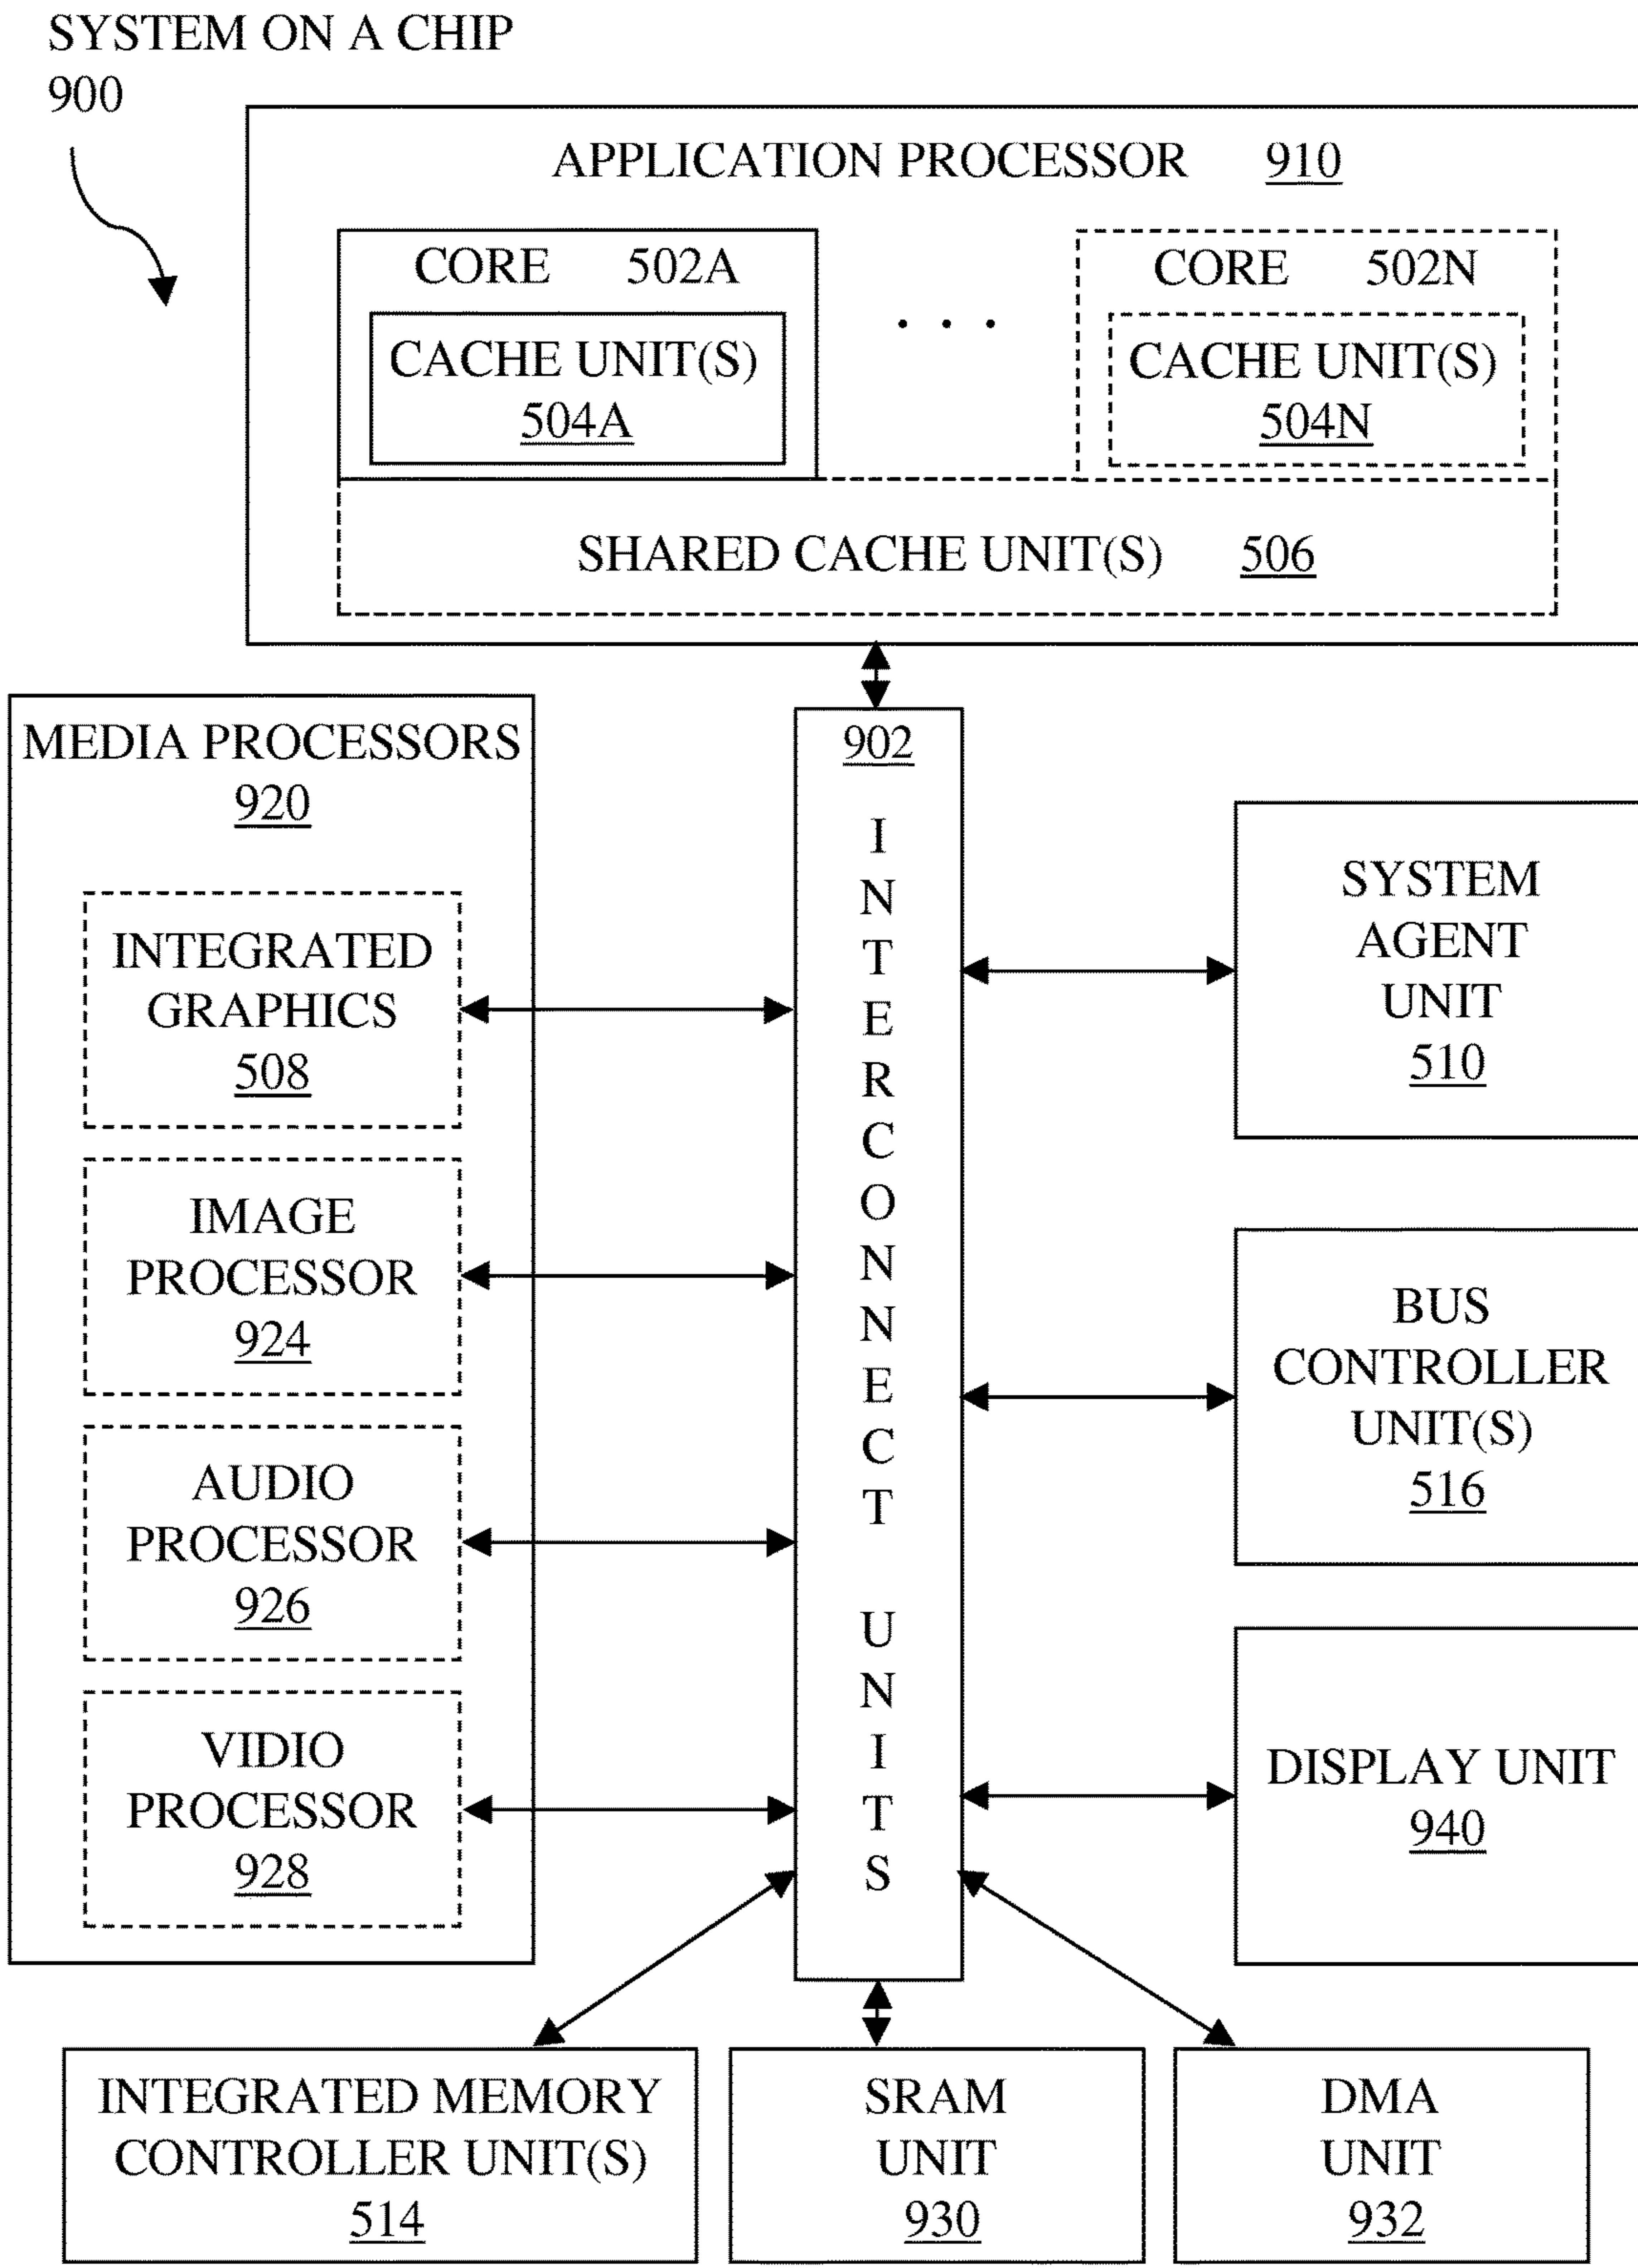 SYSTEM ON A CHIP
900
APPLICATION PROCESSOR 910
CORE 502A
CACHE UNIT(S)
504A
. . .
CORE 502N
CACHE UNIT(S)
504N
SHARED CACHE UNIT(S) 506
MEDIA PROCESSORS
920
INTEGRATED
GRAPHICS
508
IMAGE
PROCESSOR
924
AUDIO
PROCESSOR
926
VIDIO
PROCESSOR
928
902
INTERCONNECT UNITS
SYSTEM
AGENT
UNIT
510
BUS
CONTROLLER
UNIT(S)
516
DISPLAY UNIT
940
INTEGRATED MEMORY
CONTROLLER UNIT(S)
514
SRAM
UNIT
930
DMA
UNIT
932